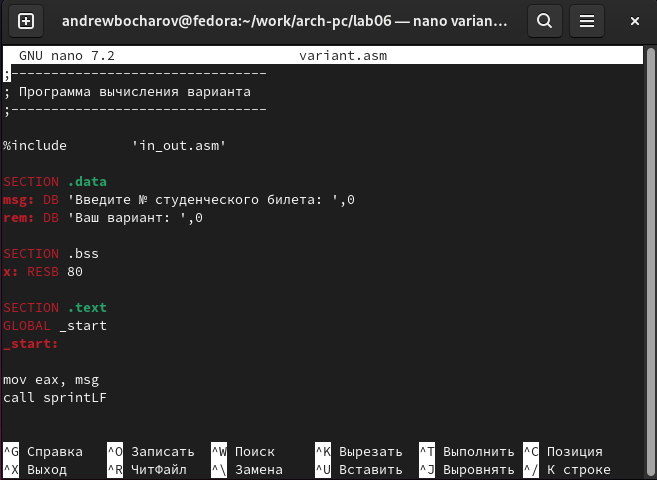 andrewbocharov@fedora:~/work/arch-pc/lab06 — nano varian…
GNU nano 7.2 variant.asm
;--------------------------------
; Программа вычисления варианта
;--------------------------------
%include 'in_out.asm'
SECTION .data
msg: DB 'Введите № студенческого билета: ',0
rem: DB 'Ваш вариант: ',0
SECTION .bss
x: RESB 80
SECTION .text
GLOBAL _start
_start:
mov eax, msg
call sprintLF
^G Справка ^O Записать ^W Поиск ^K Вырезать ^T Выполнить ^C Позиция
^X Выход ^R ЧитФайл ^\ Замена ^U Вставить ^J Выровнять ^/ К строке